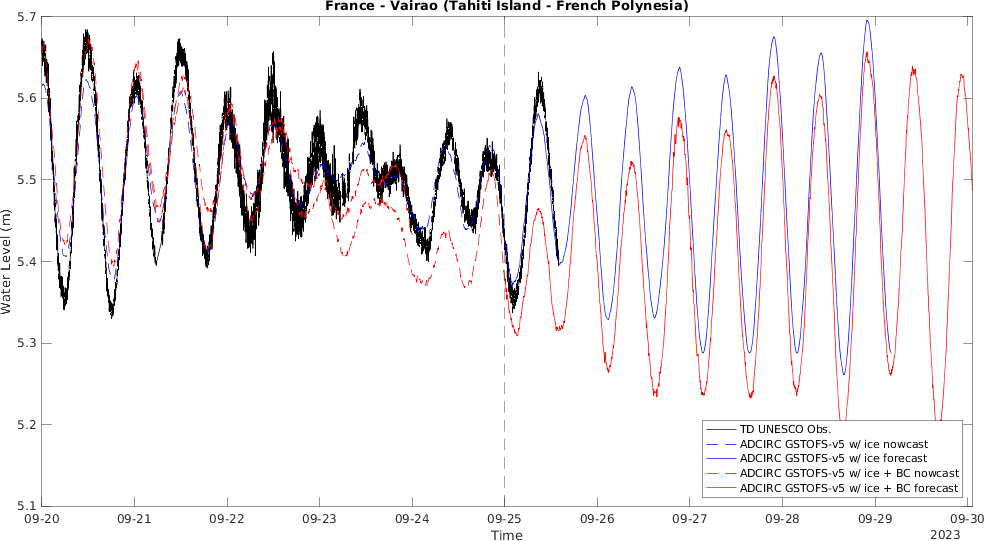 France - Vairao (Tahiti Island - French Polynesia)
5.7
5.6
5.5
5.4
5.3
5.2
5.1
Water Level (m)
09-20 09-21 09-22 09-23 09-24 09-25 09-26 09-27 09-28 09-29 09-30
Time
2023
TD UNESCO Obs.
ADCIRC GSTOFS-v5 w/ ice nowcast
ADCIRC GSTOFS-v5 w/ ice forecast
ADCIRC GSTOFS-v5 w/ ice + BC nowcast
ADCIRC GSTOFS-v5 w/ ice + BC forecast